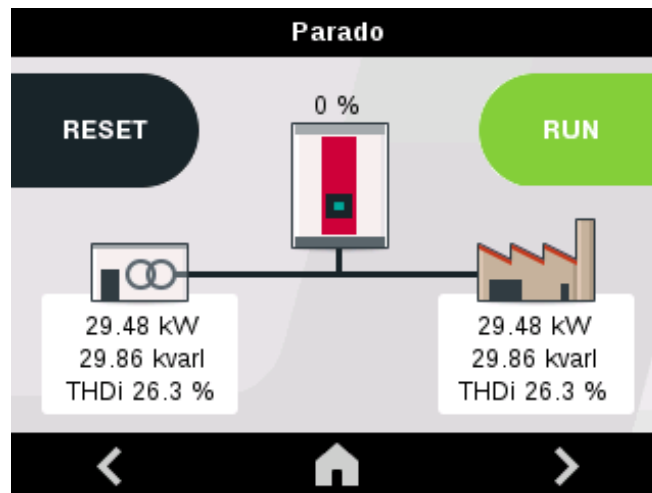 Parado
RESET
0 %
RUN
29.48 kW
29.86 kvarl
THDi 26.3 %
29.48 kW
29.86 kvarl
THDi 26.3 %